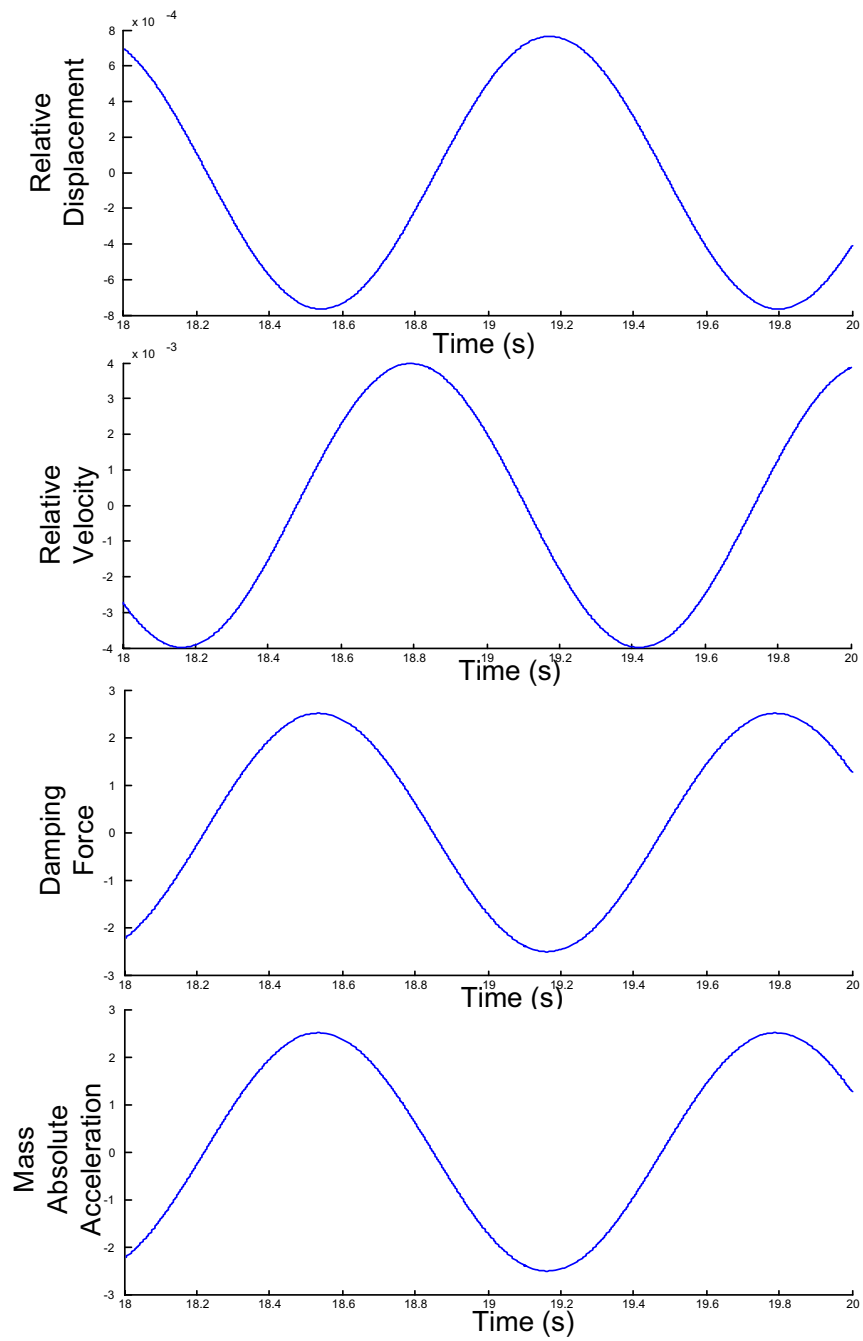 x 10 -4
8
6
4
2
0
-2
-4
-6
-8
Relative
Displacement
18 18.2 18.4 18.6 18.8 19 19.2 19.4 19.6 19.8 20
Time (s)
x 10 -3
4
3
2
1
0
-1
-2
-3
-4
Relative
Velocity
18 18.2 18.4 18.6 18.8 19 19.2 19.4 19.6 19.8 20
Time (s)
3
2
1
0
-1
-2
-3
Damping
Force
18 18.2 18.4 18.6 18.8 19 19.2 19.4 19.6 19.8 20
Time (s)
3
2
1
0
-1
-2
-3
Mass
Absolute
Acceleration
18 18.2 18.4 18.6 18.8 19 19.2 19.4 19.6 19.8 20
Time (s)